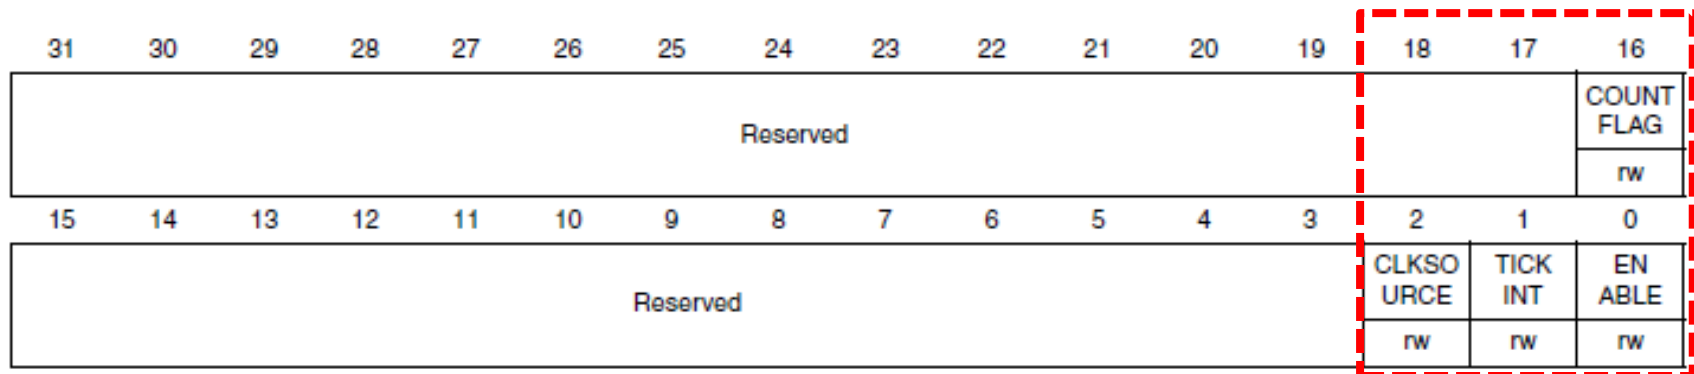 31 30 29 28 27 26 25 24 23 22 21 20 19 18 17 16
Reserved
COUNT
FLAG
rw
15 14 13 12 11 10 9 8 7 6 5 4 3 2 1 0
Reserved
CLKSO
URCE
TICK
INT
EN
ABLE
rw rw rw